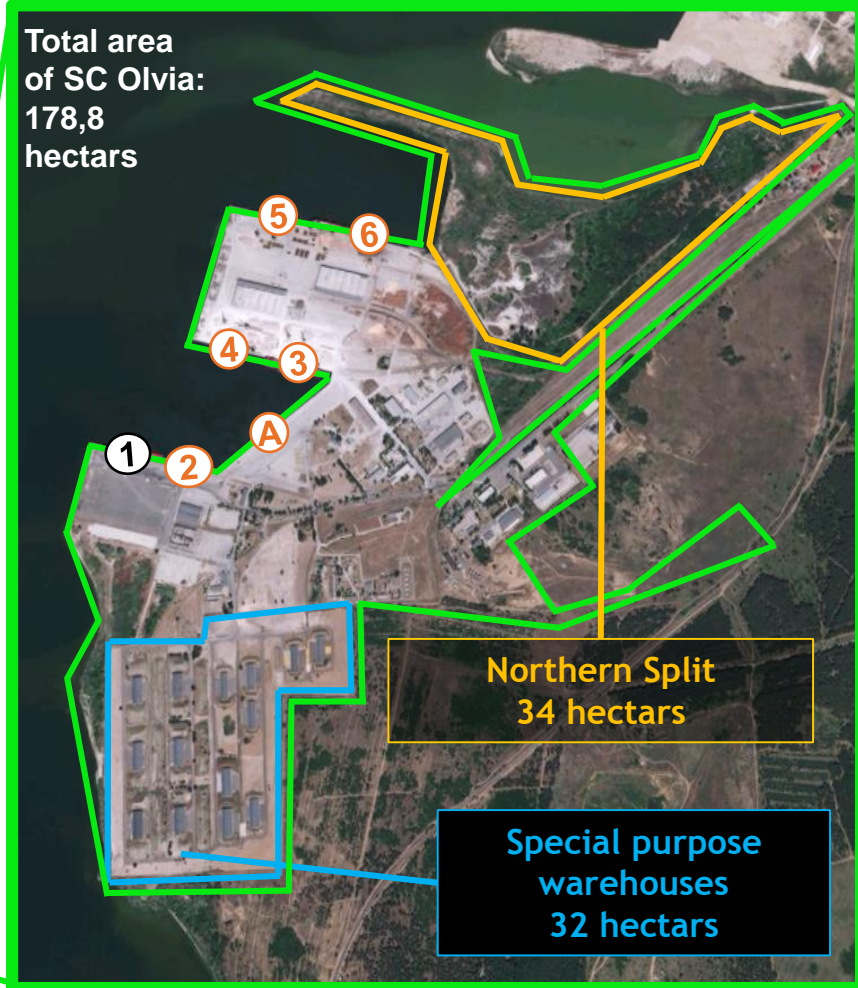 Total area
of SC Olvia:
178,8
hectars
5
6
4
3
A
1
2
Northern Split
34 hectars
Special purpose
warehouses
32 hectars